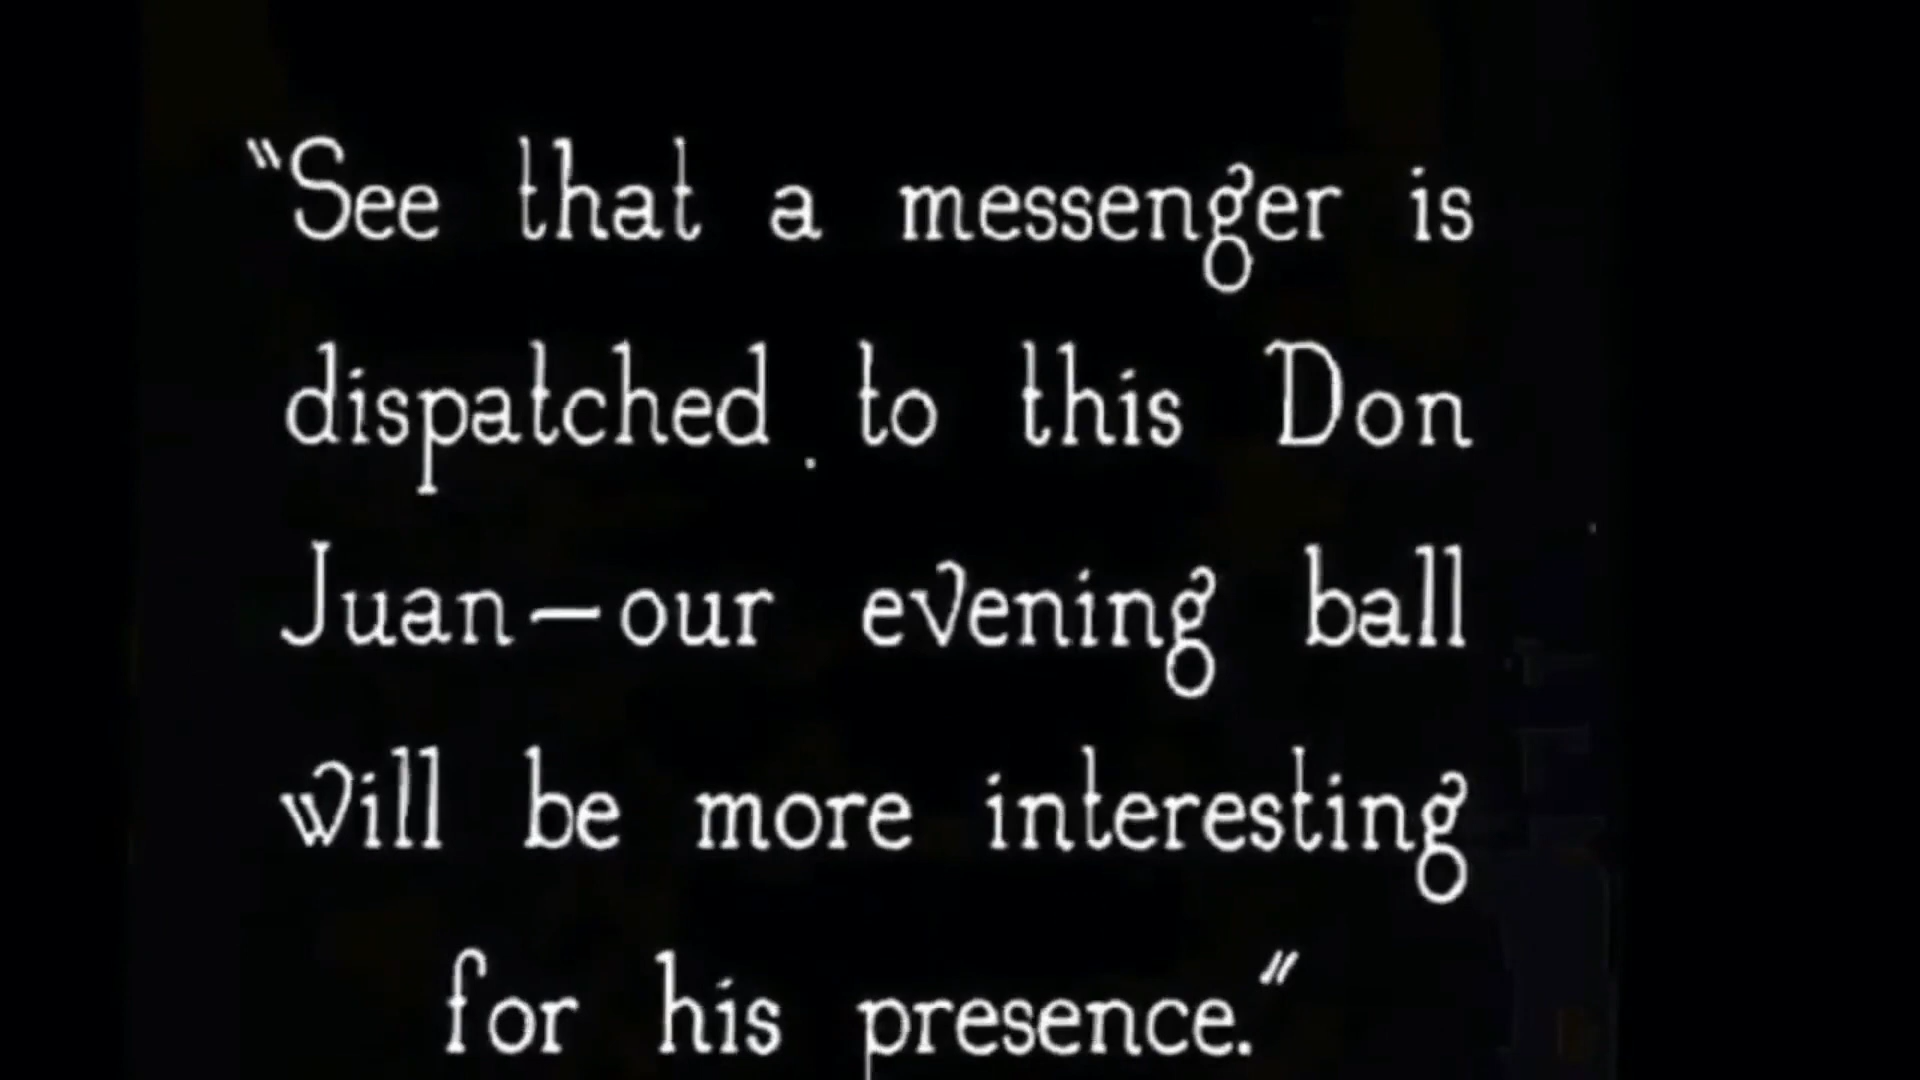 "See that a messenger is
dispatched to this Don
Juan—our evening ball
will be more interesting
for his presence."